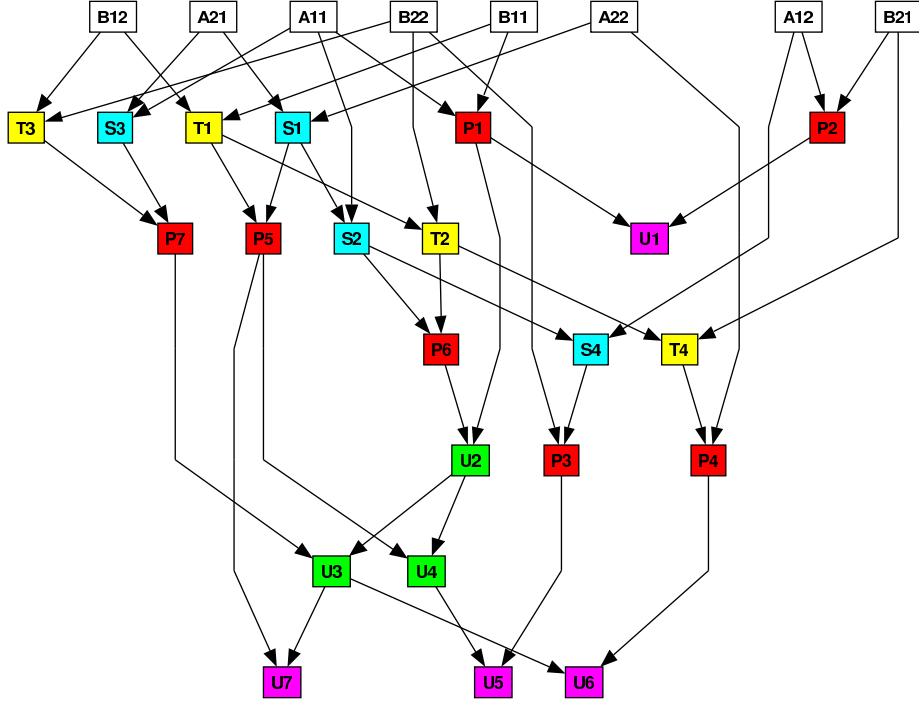 B12 A21 A11 B22 B11 A22 A12 B21
T3 S3 T1 S1 P1 P2
P7 P5 S2 T2 U1
P6 S4 T4
U2 P3 P4
U3 U4
U7 U5 U6